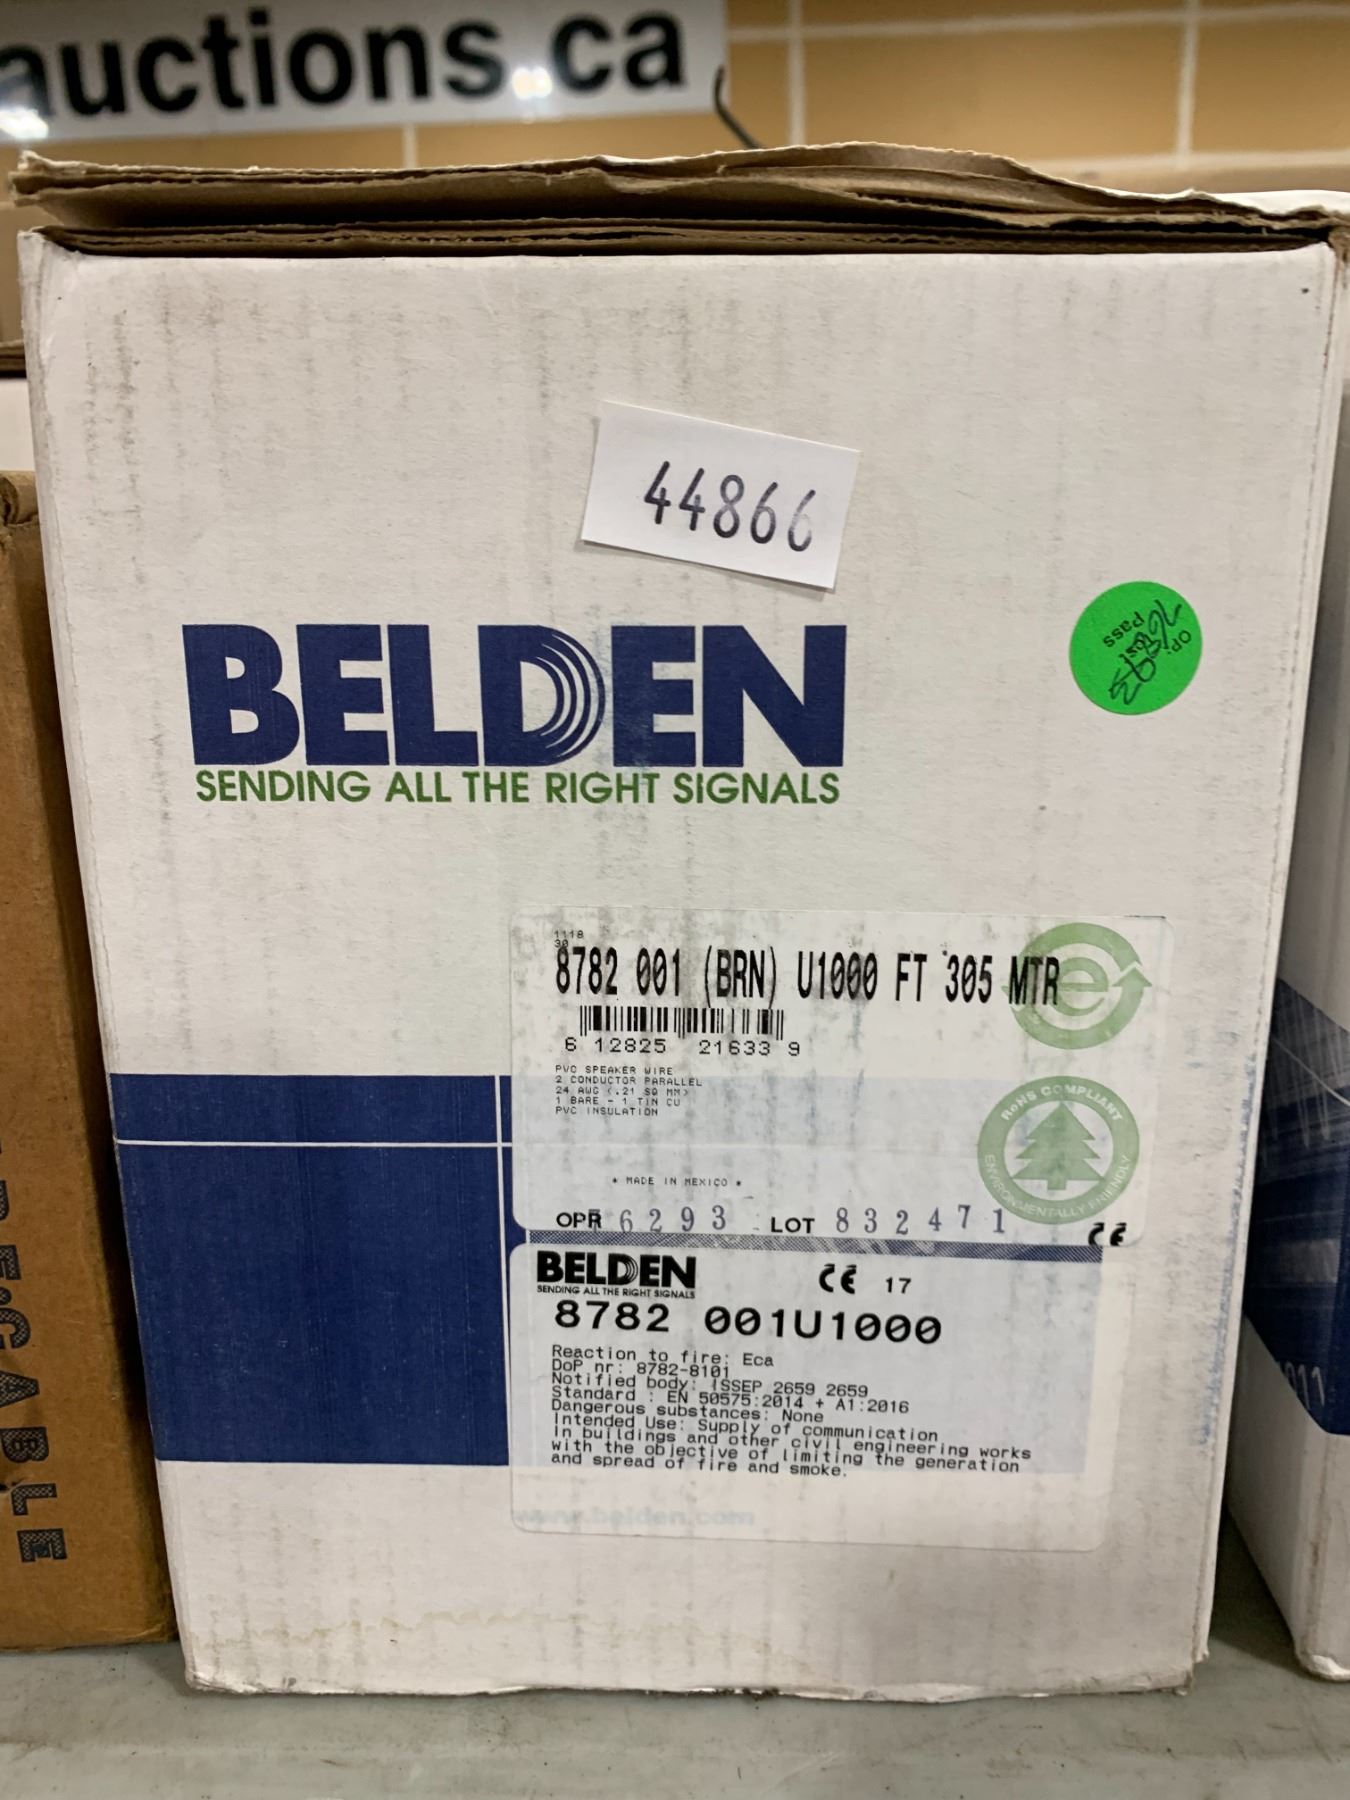 auctions.ca
44866
BELDEN
SENDING ALL THE RIGHT SIGNALS
OPr.
Test
Pass
1118
30
8782 001 (BRN) U1000 FT 305 MTR
6 12825 21633 9
PVC SPEAKER WIRE
2 CONDUCTOR PARALLEL
24 AWG (.21 SQ MM)
1 BARE - 1 TIN CU
PVC INSULATION
* MADE IN MEXICO *
RoHS COMPLIANT
ENVIRONMENTALLY FRIENDLY
OPR 6293 LOT 832471
CE
BELDEN
SENDING ALL THE RIGHT SIGNALS
CE 17
8782 001U1000
Reaction to fire: Eca
DoP nr: 8782-8101
Notified body: ISSEP 2659 2659
Standard : EN 50575:2014 + A1:2016
Dangerous substances: None
Intended Use: Supply of communication
in buildings and other civil engineering works
with the objective of limiting the generation
and spread of fire and smoke.
www.belden.com
CABLE